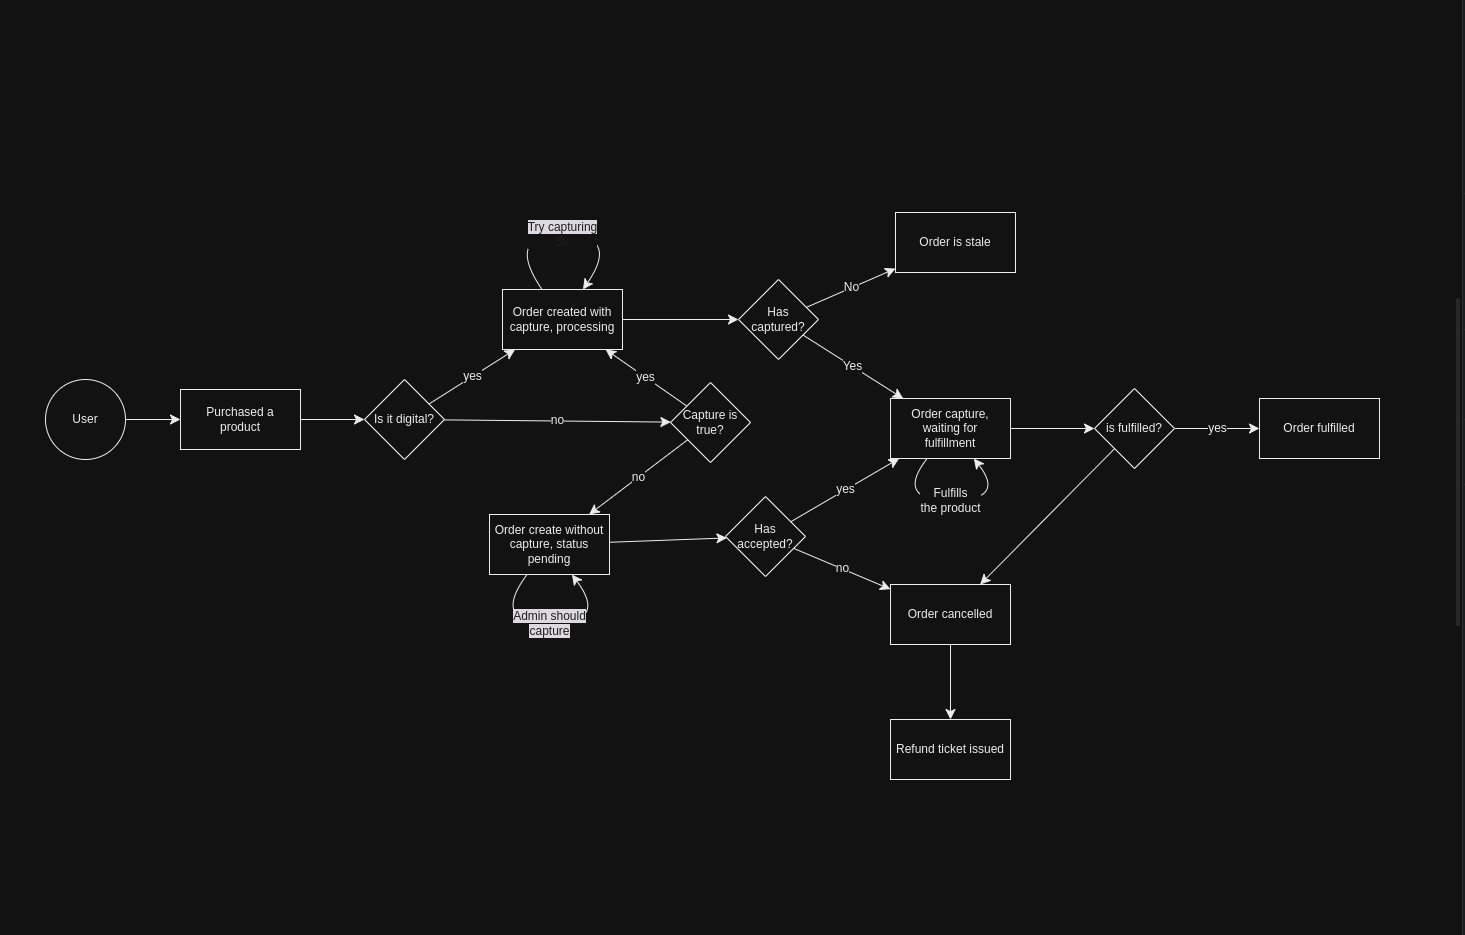 User
Purchased a
product
Is it digital?
yes
no
Try capturing
5x
Order created with
capture, processing
yes
Capture is
true?
no
Order create without
capture, status
pending
Admin should
capture
Has
captured?
No
Order is stale
Yes
Order capture,
waiting for
fulfillment
Fulfills
the product
Has
accepted?
yes
no
is fulfilled?
yes
Order fulfilled
Order cancelled
Refund ticket issued